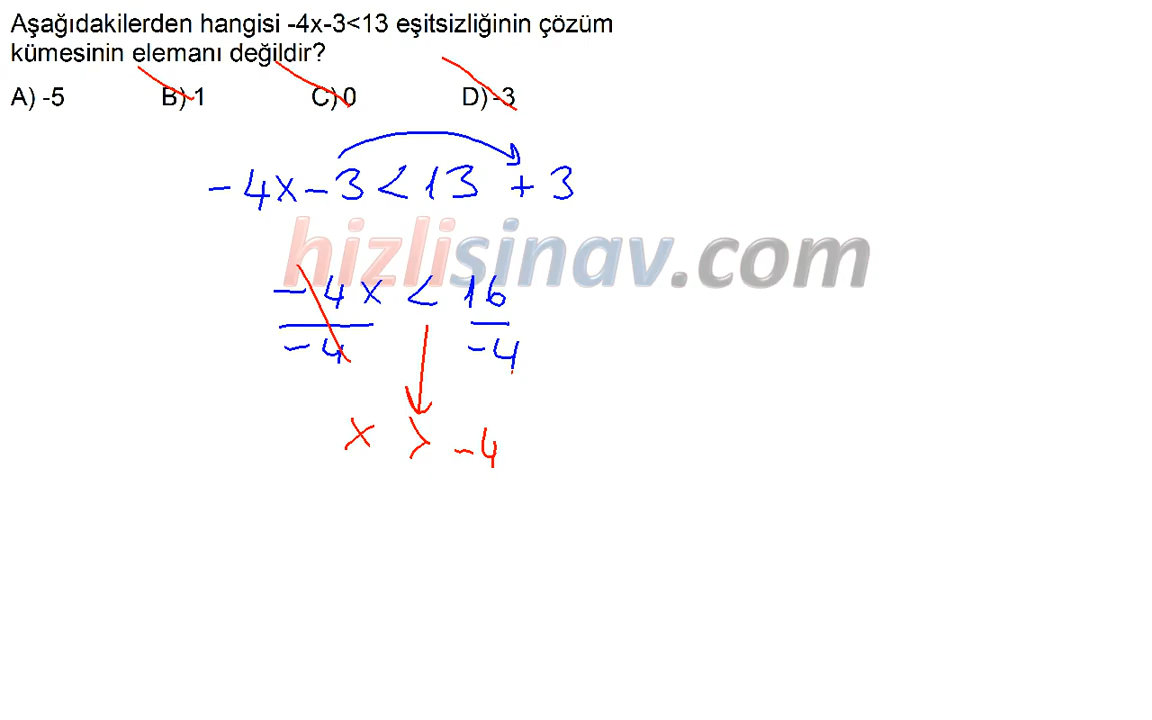 Aşağıdakilerden hangisi -4x-3<13 eşitsizliğinin çözüm
kümesinin elemanı değildir?
A) -5 B) 1 C) 0 D) -3
-4x-3<13 +3
hizlisinav.com
-4x < 16
-4 -4
x > -4